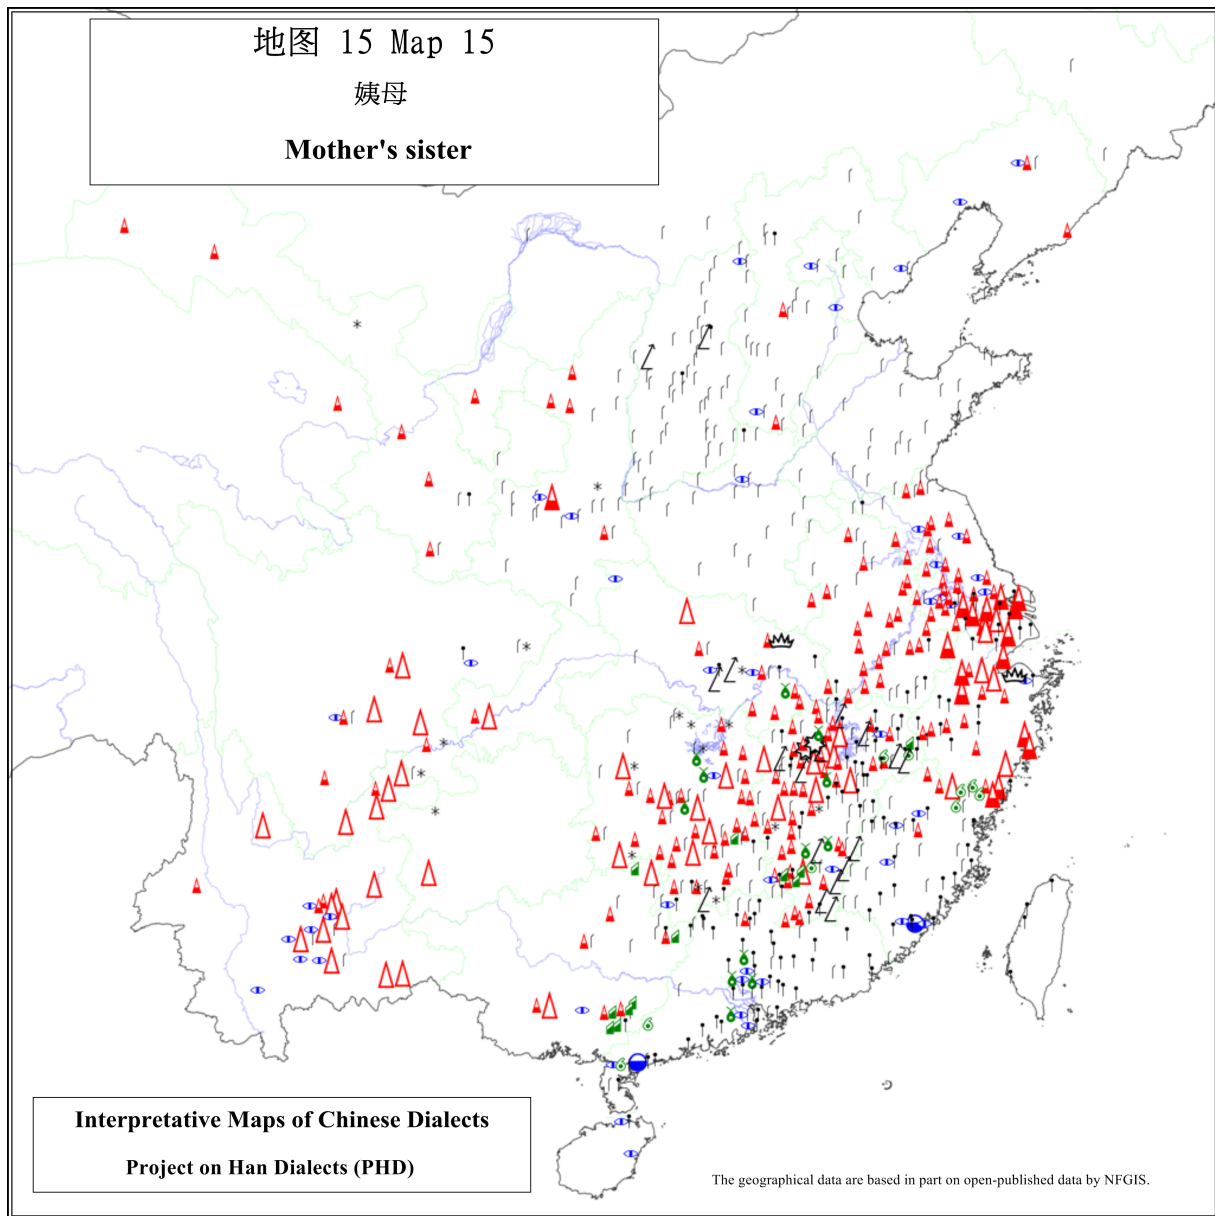 地图 15 Map 15
姨母
Mother's sister
Interpretative Maps of Chinese Dialects
Project on Han Dialects (PHD)
The geographical data are based in part on open-published data by NFGIS.